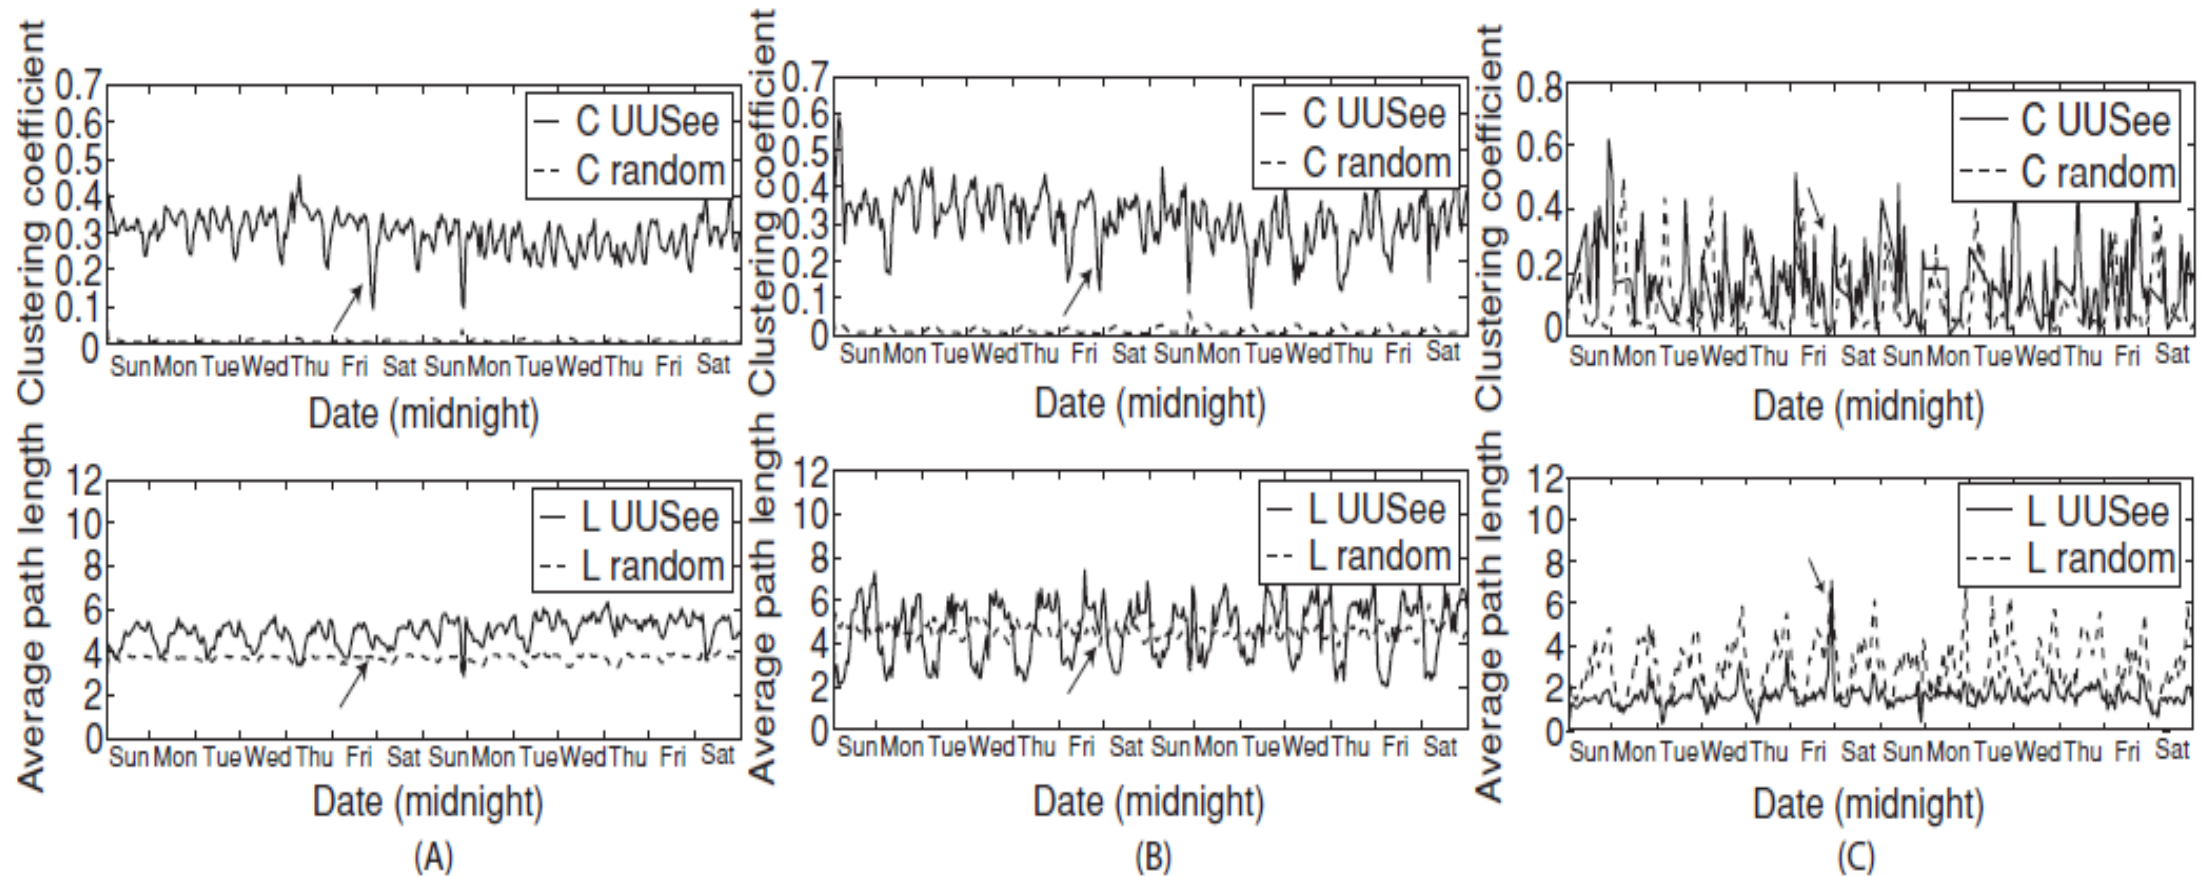 Clustering coefficient
0.7
0.6
0.5
0.4
0.3
0.2
0.1
0
C UUSee
C random
Sun Mon Tue Wed Thu Fri Sat Sun Mon Tue Wed Thu Fri Sat
Date (midnight)
Clustering coefficient
0.7
0.6
0.5
0.4
0.3
0.2
0.1
0
C UUSee
C random
Sun Mon Tue Wed Thu Fri Sat Sun Mon Tue Wed Thu Fri Sat
Date (midnight)
Clustering coefficient
0.8
0.6
0.4
0.2
0
C UUSee
C random
Sun Mon Tue Wed Thu Fri Sat Sun Mon Tue Wed Thu Fri Sat
Date (midnight)
Average path length
12
10
8
6
4
2
0
L UUSee
L random
Sun Mon Tue Wed Thu Fri Sat Sun Mon Tue Wed Thu Fri Sat
Date (midnight)
(A)
Average path length
12
10
8
6
4
2
0
L UUSee
L random
Sun Mon Tue Wed Thu Fri Sat Sun Mon Tue Wed Thu Fri Sat
Date (midnight)
(B)
Average path length
12
10
8
6
4
2
0
L UUSee
L random
Sun Mon Tue Wed Thu Fri Sat Sun Mon Tue Wed Thu Fri Sat
Date (midnight)
(C)